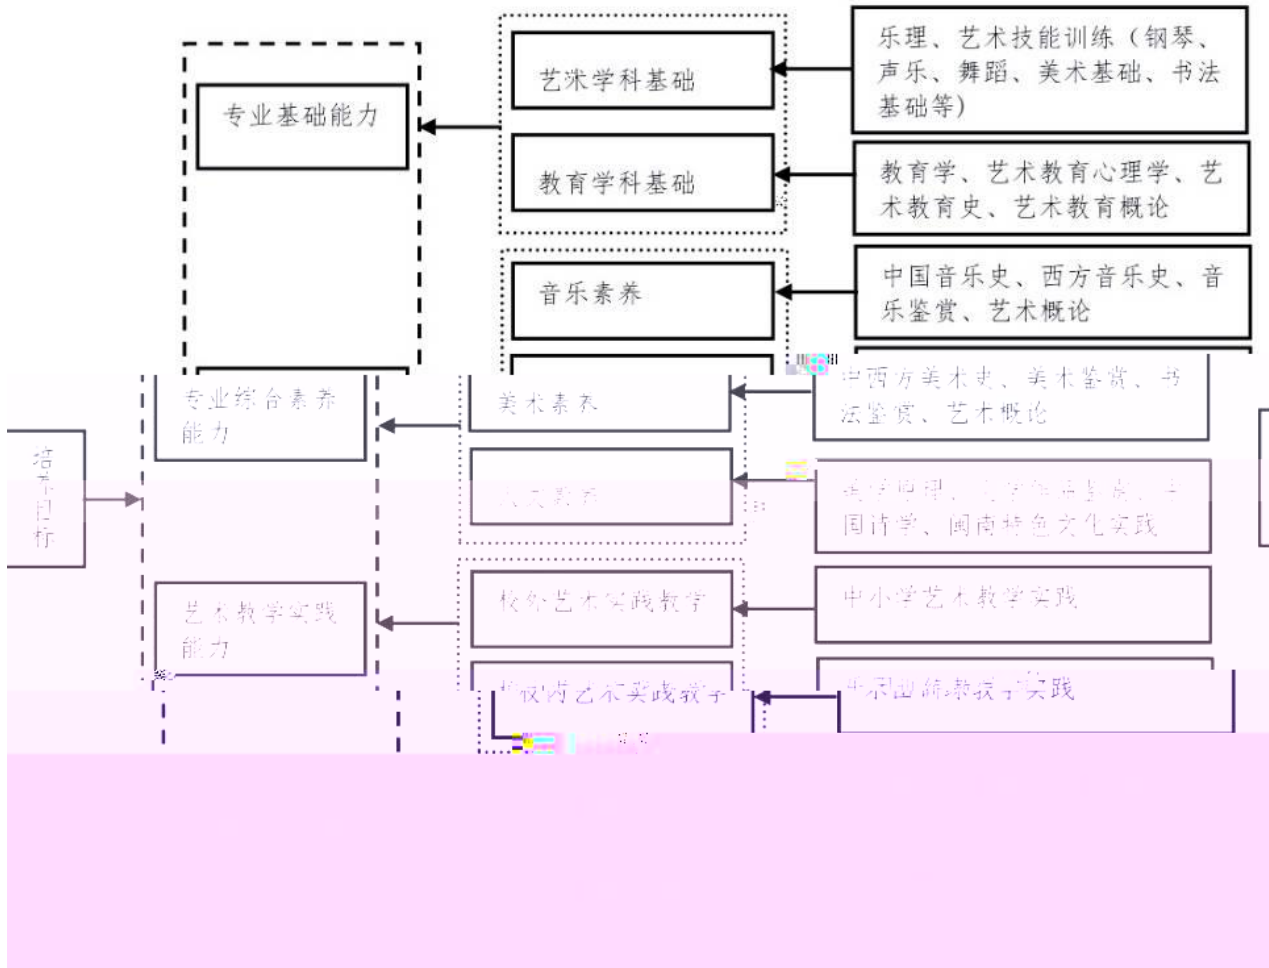 乐理、艺术技能训练（钢琴、
声乐、舞蹈、美术基础、书法
基础等)
艺术学科基础
专业基础能力
教育学、艺术教育心理学、艺
术教育史、艺术教育概论
教育学科基础
中国音乐史、西方音乐史、音
乐鉴赏、艺术概论
音乐素养
中西方美术史、美术鉴赏、书
法鉴赏、艺术概论
美术素养
专业综合素养
能力
培养目标
国诗学、闽南特色文化实践
中小学艺术教学实践
校外艺术实践教学
艺术教学实践
能力
校内艺术实践教学